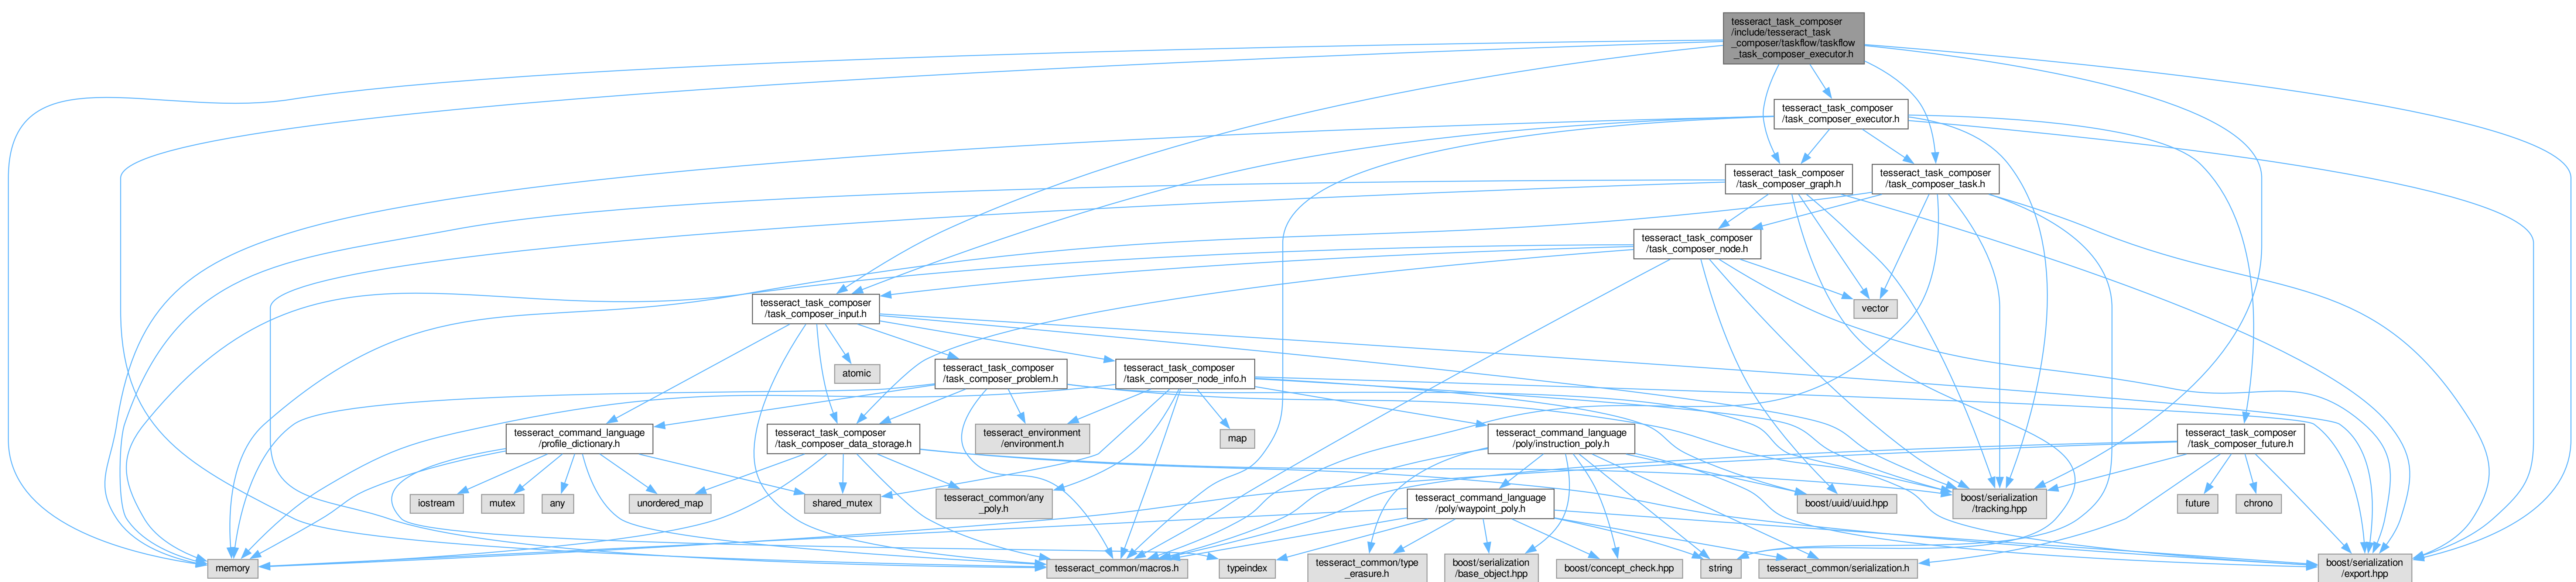 tesseract_task_composer
/include/tesseract_task
_composer/taskflow/taskflow
_task_composer_executor.h
tesseract_task_composer
/task_composer_executor.h
tesseract_task_composer
/task_composer_graph.h
tesseract_task_composer
/task_composer_task.h
tesseract_task_composer
/task_composer_node.h
tesseract_task_composer
/task_composer_input.h
vector
atomic
tesseract_task_composer
/task_composer_problem.h
tesseract_task_composer
/task_composer_node_info.h
tesseract_command_language
/profile_dictionary.h
tesseract_task_composer
/task_composer_data_storage.h
tesseract_environment
/environment.h
map
tesseract_command_language
/poly/instruction_poly.h
tesseract_task_composer
/task_composer_future.h
iostream
mutex
any
unordered_map
shared_mutex
tesseract_common/any
_poly.h
tesseract_command_language
/poly/waypoint_poly.h
boost/uuid/uuid.hpp
boost/serialization
/tracking.hpp
future
chrono
memory
tesseract_common/macros.h
typeindex
tesseract_common/type
_erasure.h
boost/serialization
/base_object.hpp
boost/concept_check.hpp
string
tesseract_common/serialization.h
boost/serialization
/export.hpp